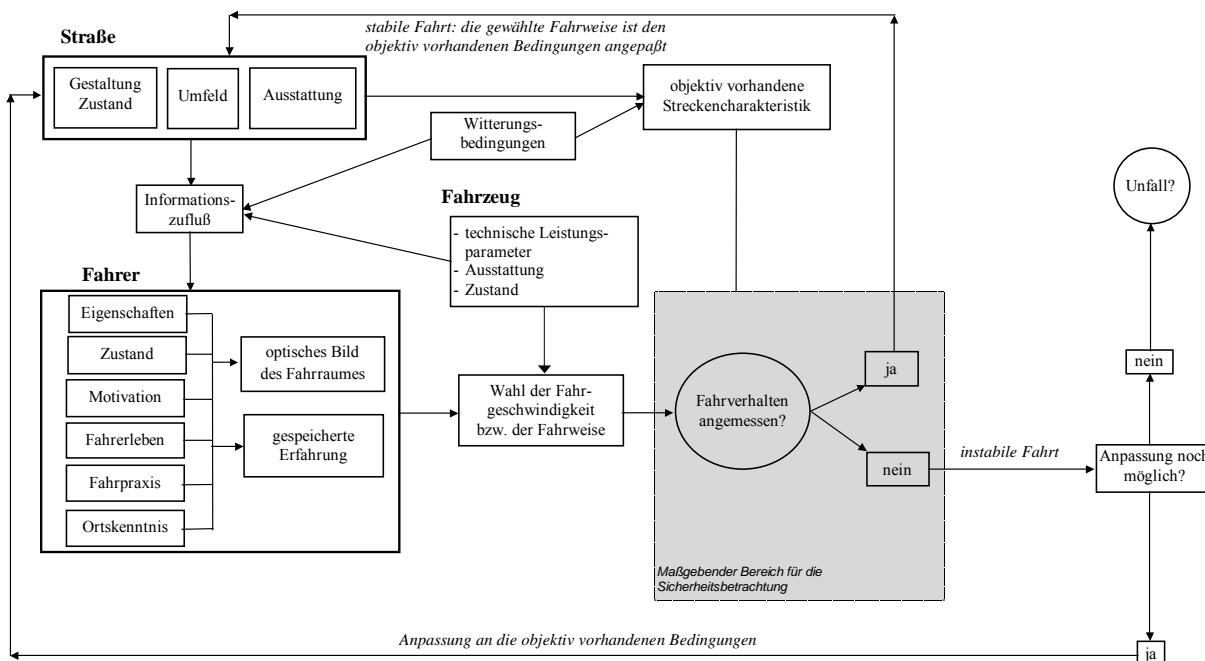 stabile Fahrt: die gewählte Fahrweise ist den
objektiv vorhandenen Bedingungen angepaßt
Straße
Gestaltung
Zustand
Umfeld
Ausstattung
objektiv vorhandene
Streckencharakteristik
Witterungs-
bedingungen
Unfall?
Informations-
zufluß
Fahrzeug
- technische Leistungs-
parameter
- Ausstattung
- Zustand
Fahrer
Eigenschaften
Zustand
Motivation
Fahrerleben
Fahrpraxis
Ortskenntnis
optisches Bild
des Fahrraumes
gespeicherte
Erfahrung
Wahl der Fahr-
geschwindigkeit
bzw. der Fahrweise
Fahrverhalten
angemessen?
ja
nein
instabile Fahrt
nein
Anpassung noch
möglich?
Maßgebender Bereich für die
Sicherheitsbetrachtung
Anpassung an die objektiv vorhandenen Bedingungen
ja